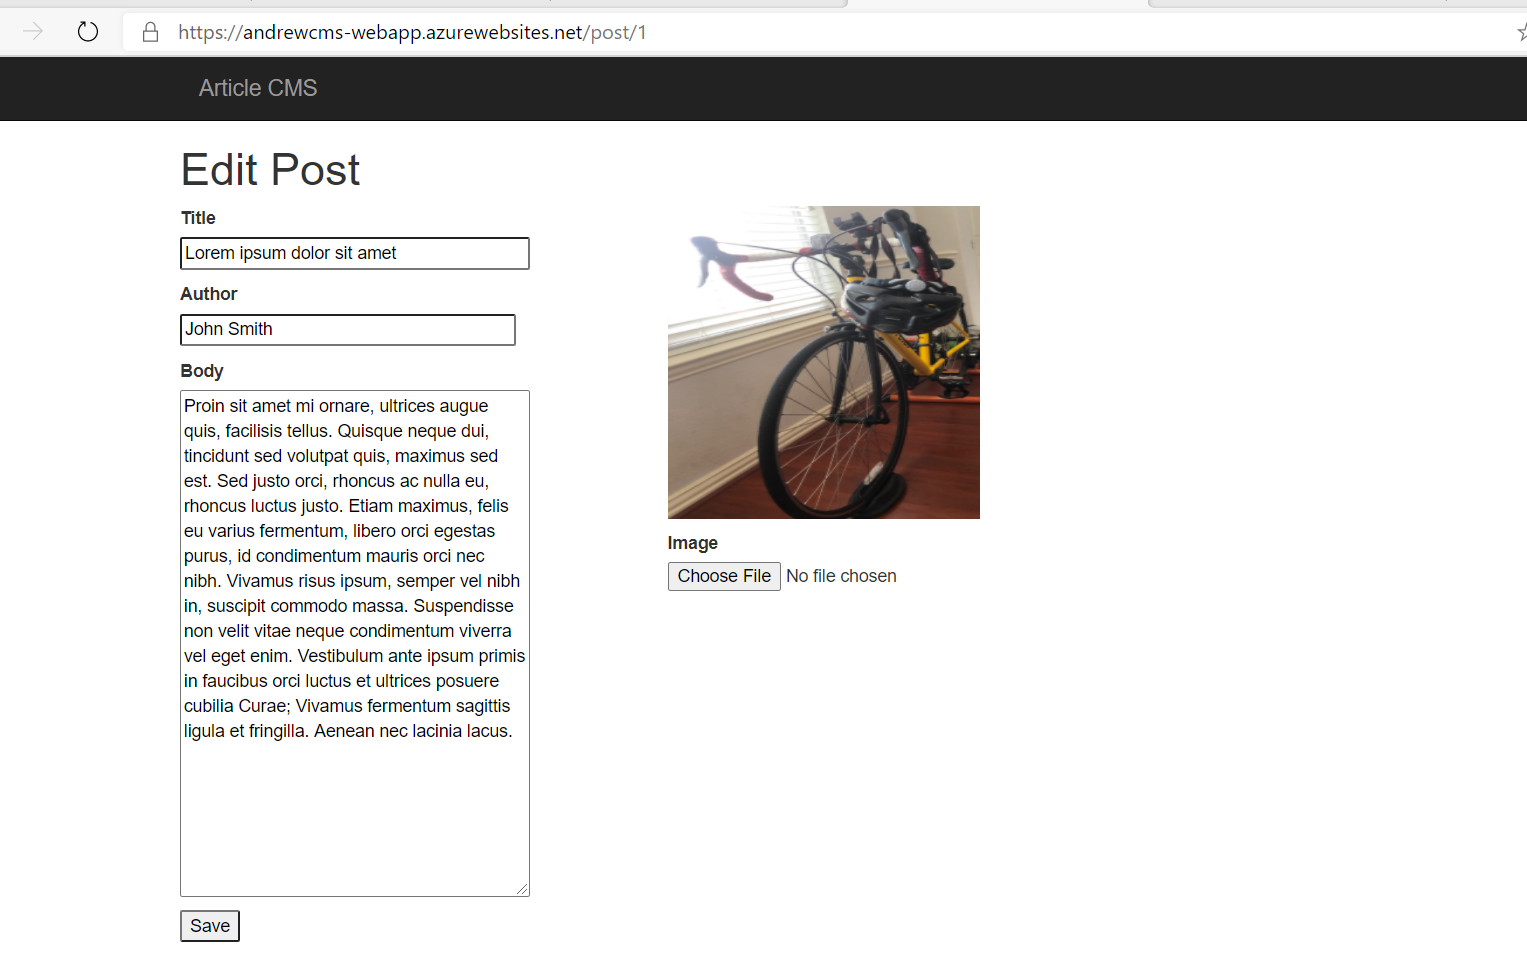 https://andrewcms-webapp.azurewebsites.net/post/1
Article CMS
Edit Post
Title
Lorem ipsum dolor sit amet
Author
John Smith
Body
Proin sit amet mi ornare, ultrices augue
quis, facilisis tellus. Quisque neque dui,
tincidunt sed volutpat quis, maximus sed
est. Sed justo orci, rhoncus ac nulla eu,
rhoncus luctus justo. Etiam maximus, felis
eu varius fermentum, libero orci egestas
purus, id condimentum mauris orci nec
nibh. Vivamus risus ipsum, semper vel nibh
in, suscipit commodo massa. Suspendisse
non velit vitae neque condimentum viverra
vel eget enim. Vestibulum ante ipsum primis
in faucibus orci luctus et ultrices posuere
cubilia Curae; Vivamus fermentum sagittis
ligula et fringilla. Aenean nec lacinia lacus.
Save
Image
Choose File No file chosen